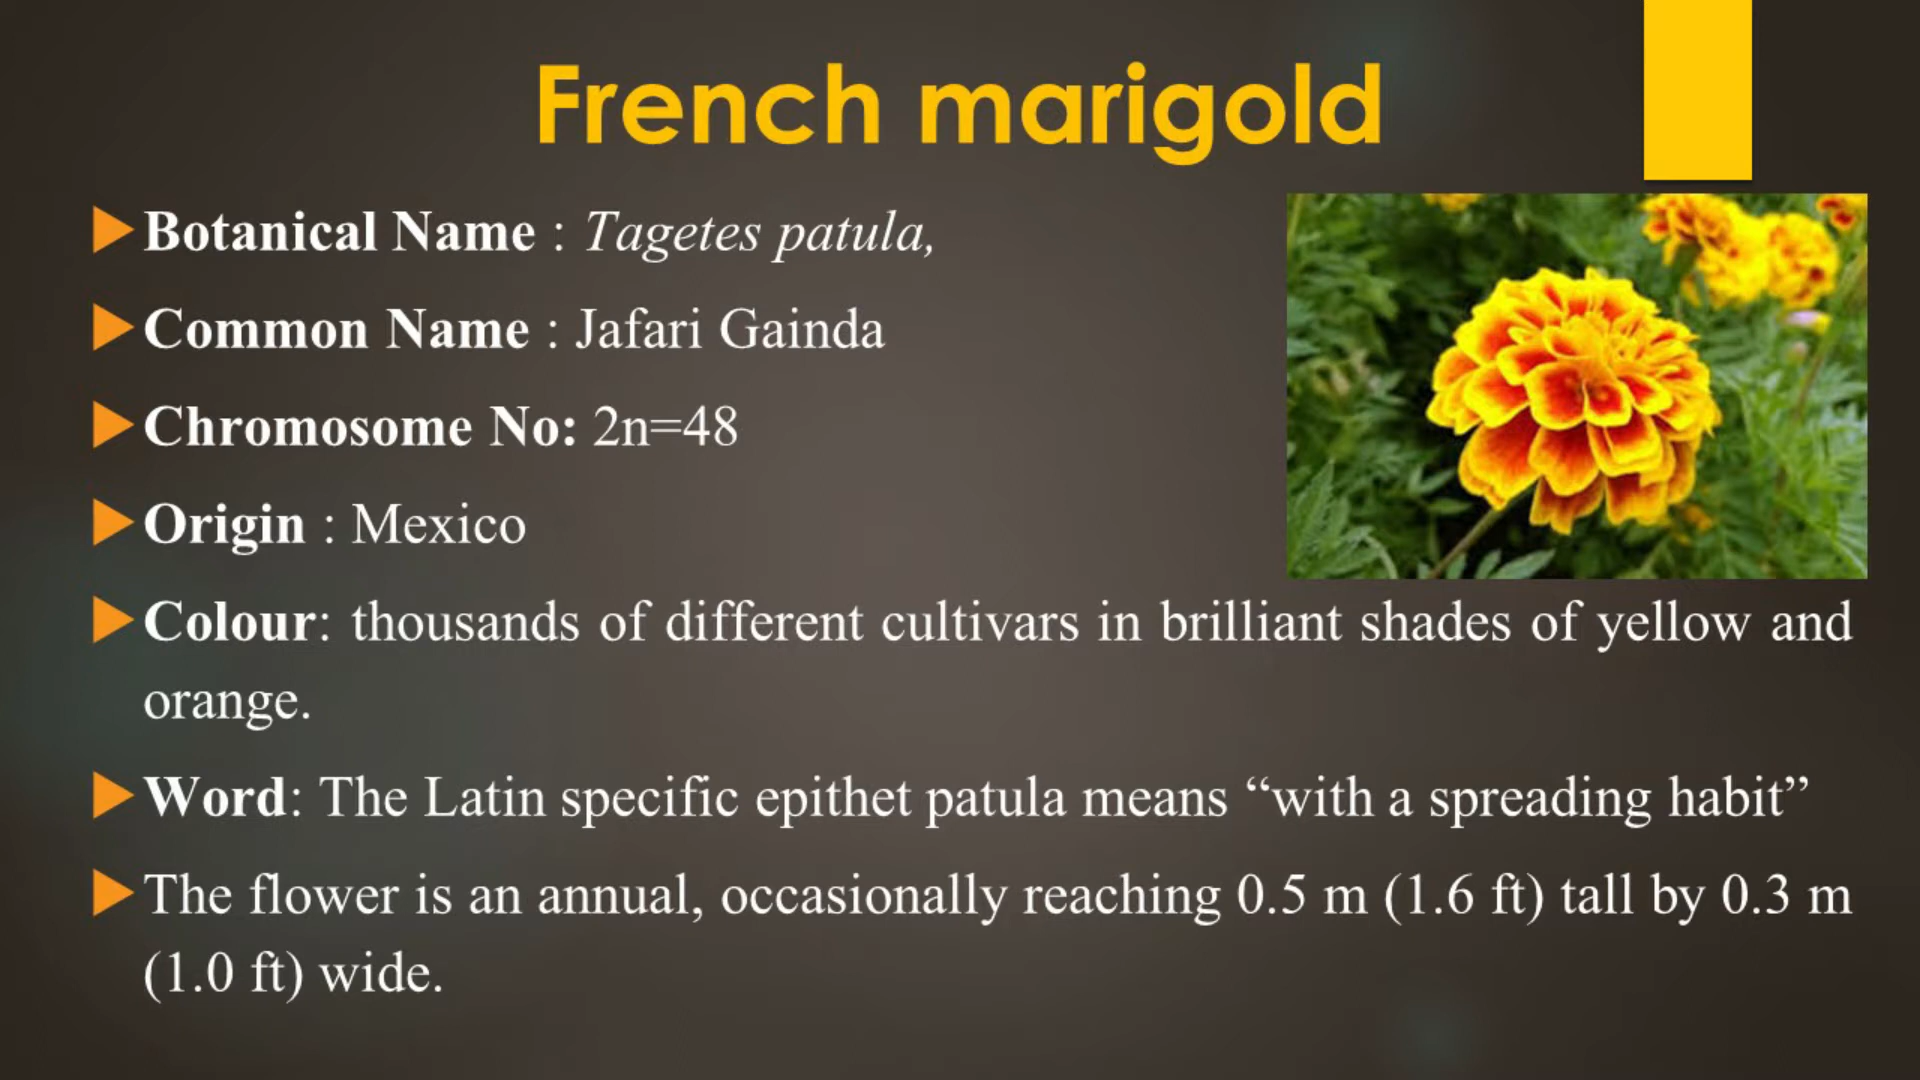 French marigold
Botanical Name : Tagetes patula,
Common Name : Jafari Gainda
Chromosome No: 2n=48
Origin : Mexico
Colour: thousands of different cultivars in brilliant shades of yellow and
orange.
Word: The Latin specific epithet patula means “with a spreading habit”
The flower is an annual, occasionally reaching 0.5 m (1.6 ft) tall by 0.3 m
(1.0 ft) wide.